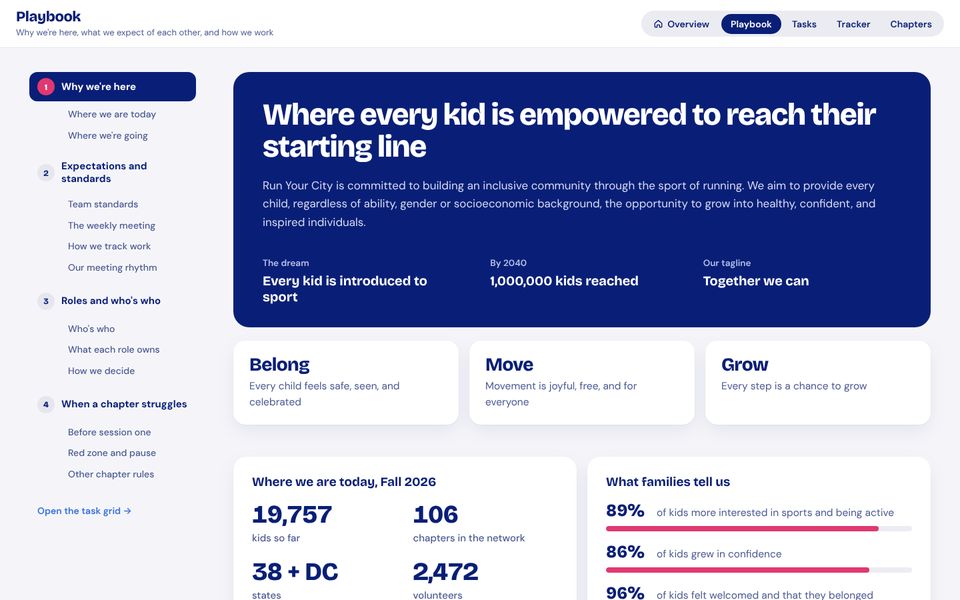 Playbook
Why we're here, what we expect of each other, and how we work
Overview
Playbook
Tasks
Tracker
Chapters
1
Why we're here
Where we are today
Where we're going
2
Expectations and
standards
Team standards
The weekly meeting
How we track work
Our meeting rhythm
3
Roles and who's who
Who's who
What each role owns
How we decide
4
When a chapter struggles
Before session one
Red zone and pause
Other chapter rules
Open the task grid →
Where every kid is empowered to reach their
starting line
Run Your City is committed to building an inclusive community through the sport of running. We aim to provide every
child, regardless of ability, gender or socioeconomic background, the opportunity to grow into healthy, confident, and
inspired individuals.
The dream
Every kid is introduced to
sport
By 2040
1,000,000 kids reached
Our tagline
Together we can
Belong
Every child feels safe, seen, and
celebrated
Move
Movement is joyful, free, and for
everyone
Grow
Every step is a chance to grow
Where we are today, Fall 2026
19,757
kids so far
106
chapters in the network
38 + DC
states
2,472
volunteers
What families tell us
89% of kids more interested in sports and being active
86% of kids grew in confidence
96% of kids felt welcomed and that they belonged